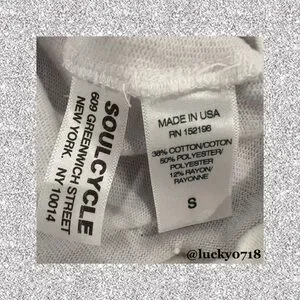 SOULCYCLE
609 GREENWICH STREET
NEW YORK,
NY 10014
MADE IN USA
RN 152196
38% COTTON/COTON
50% POLYESTER/
POLYESTER
12% RAYON/
RAYONNE
S
@lucky0718